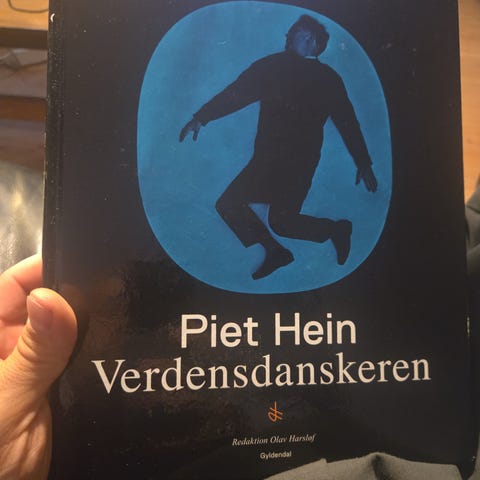 Piet Hein
Verdensdanskeren
Redaktion Olav Harsløf
Gyldendal